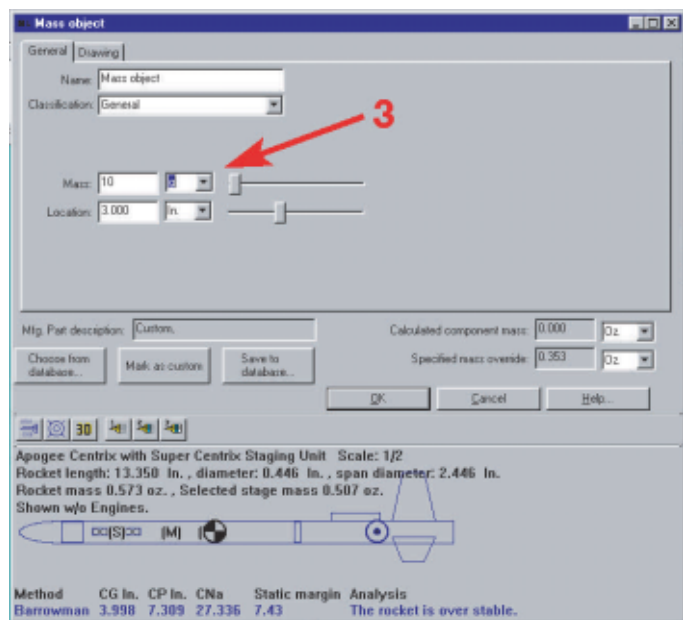 Mass object
General Drawing
Name: Mass object
Classification: General
3
Mass: 10 g
Location: 3.000 In.
Mfg. Part description: Custom,
Calculated component mass: 0.000 Oz.
Choose from database... Mark as custom Save to database...
Specified mass override: 0.353 Oz.
OK Cancel Help...
3D
Apogee Centrix with Super Centrix Staging Unit Scale: 1/2
Rocket length: 13.350 In. , diameter: 0.446 In. , span diameter: 2.446 In.
Rocket mass 0.573 oz. , Selected stage mass 0.507 oz.
Shown w/o Engines.
(S) (M)
Method CG In. CP In. CNa Static margin Analysis
Barrowman 3.998 7.309 27.336 7.43 The rocket is over stable.